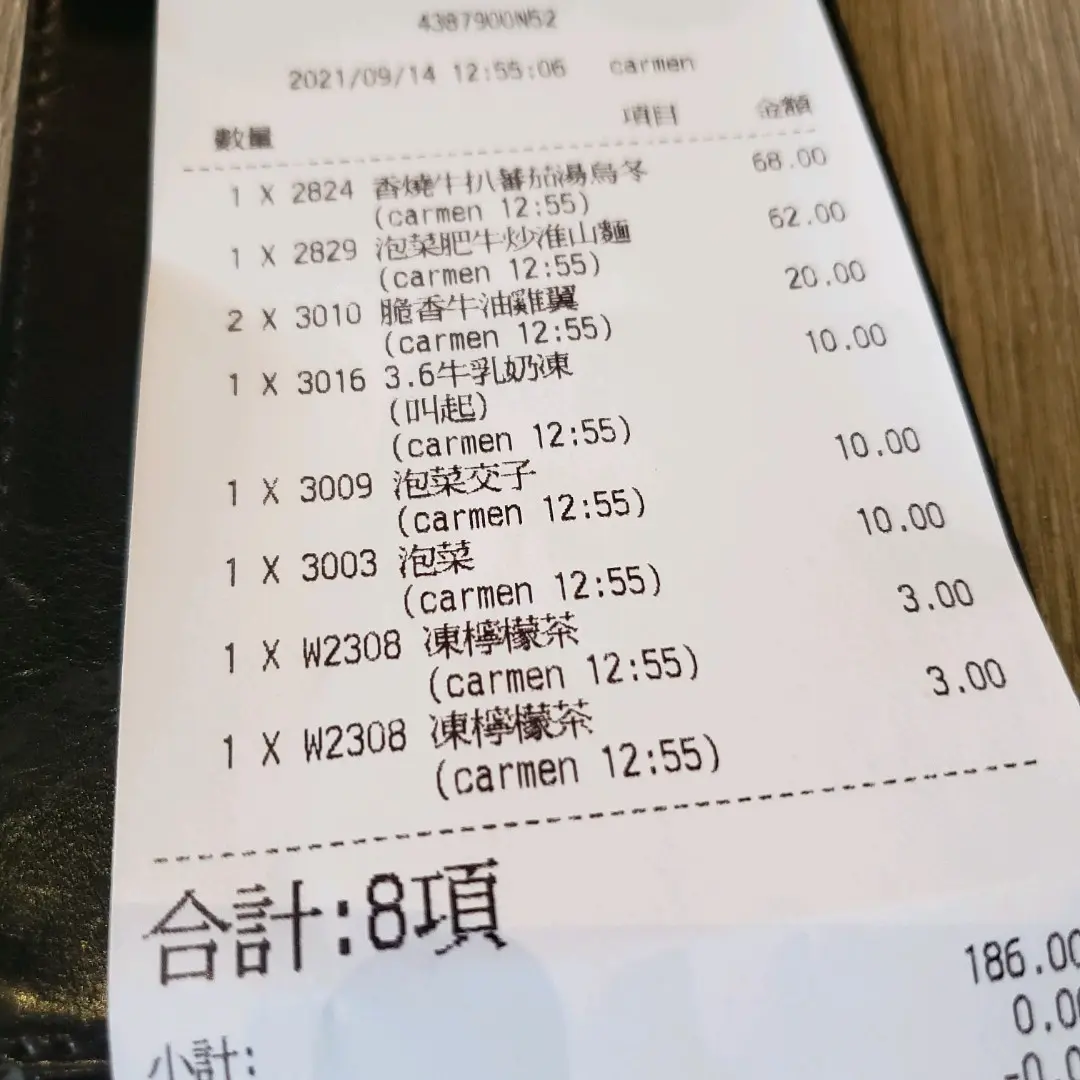 4387900N52
2021/09/14 12:55:06 carmen
數量 項目 金額
1 X 2824 香燒牛扒蕃茄湯烏冬 68.00
(carmen 12:55)
1 X 2829 泡菜肥牛炒淮山麵 62.00
(carmen 12:55)
2 X 3010 脆香牛油雞翼 20.00
(carmen 12:55)
1 X 3016 3.6牛乳奶凍 10.00
(叫起)
(carmen 12:55)
1 X 3009 泡菜交子 10.00
(carmen 12:55)
1 X 3003 泡菜 10.00
(carmen 12:55)
1 X W2308 凍檸檬茶 3.00
(carmen 12:55)
1 X W2308 凍檸檬茶 3.00
(carmen 12:55)
合計:8項
186.00
小計:
0.0
-0.0